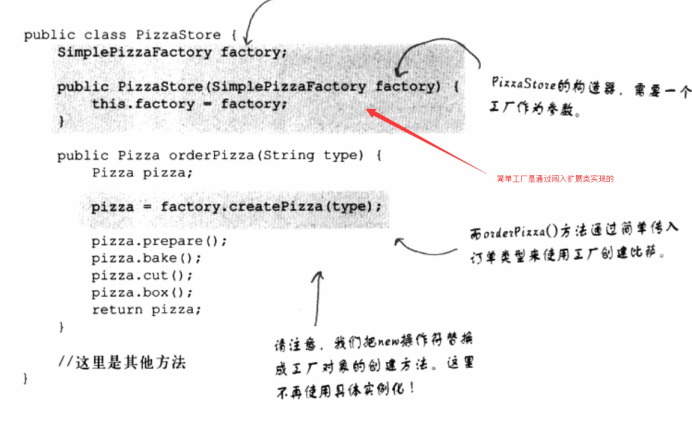 public class PizzaStore {
SimplePizzaFactory factory;
public PizzaStore(SimplePizzaFactory factory) {
this.factory = factory;
}
PizzaStore的构造器，需要一个
工厂作为参数。
简单工厂是通过闯入扩展类实现的
public Pizza orderPizza(String type) {
Pizza pizza;
pizza = factory.createPizza(type);
pizza.prepare();
pizza.bake();
pizza.cut();
pizza.box();
return pizza;
}
而orderPizza()方法通过简单传入
订单类型来使用工厂创建比萨。
请注意，我们把new操作符替换
成工厂对象的创建方法。这里
不再使用具体实例化！
//这里是其他方法
}